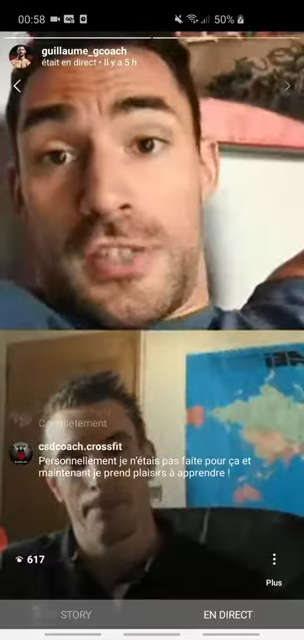 00:58
50%
guillaume_gcoach
était en direct • Il y a 5 h
Complètement
csdcoach.crossfit
Personnellement je n'étais pas faite pour ça et
maintenant je prend plaisirs à apprendre !
617
Plus
STORY
EN DIRECT